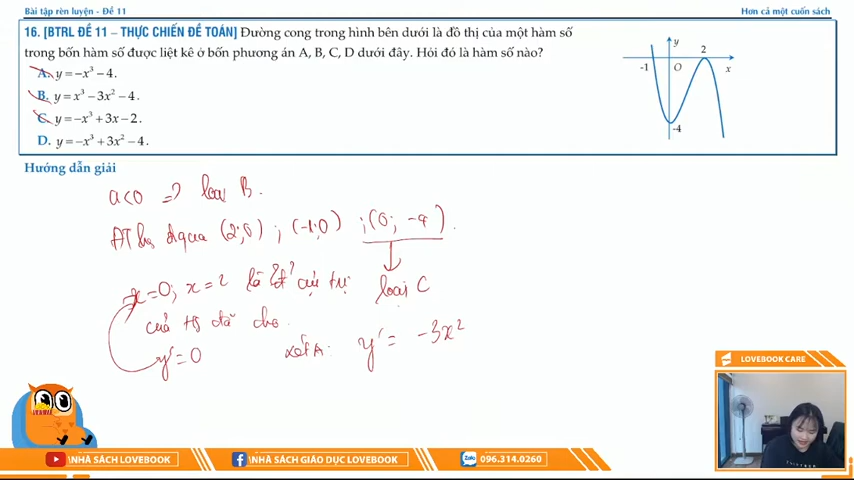 Bài tập rèn luyện - Đề 11
Hơn cả một cuốn sách
16. [BTRL ĐỀ 11 – THỰC CHIẾN ĐỀ TOÁN] Đường cong trong hình bên dưới là đồ thị của một hàm số
trong bốn hàm số được liệt kê ở bốn phương án A, B, C, D dưới đây. Hỏi đó là hàm số nào?
A. y = −x³ − 4.
B. y = x³ − 3x² − 4.
C. y = −x³ + 3x − 2.
D. y = −x³ + 3x² − 4.
y
2
-1
O
x
-4
Hướng dẫn giải
a<0 => loại B.
ĐTHS đi qua (2;0) ; (-1;0) ; (0; -4).
x=0; x=2 là cực trị
loại C
của HS đã cho.
y'=0
xét A: y' = -3x²
LOVEBOOK CARE
NHÀ SÁCH LOVEBOOK
NHÀ SÁCH GIÁO DỤC LOVEBOOK
Zalo
096.314.0260